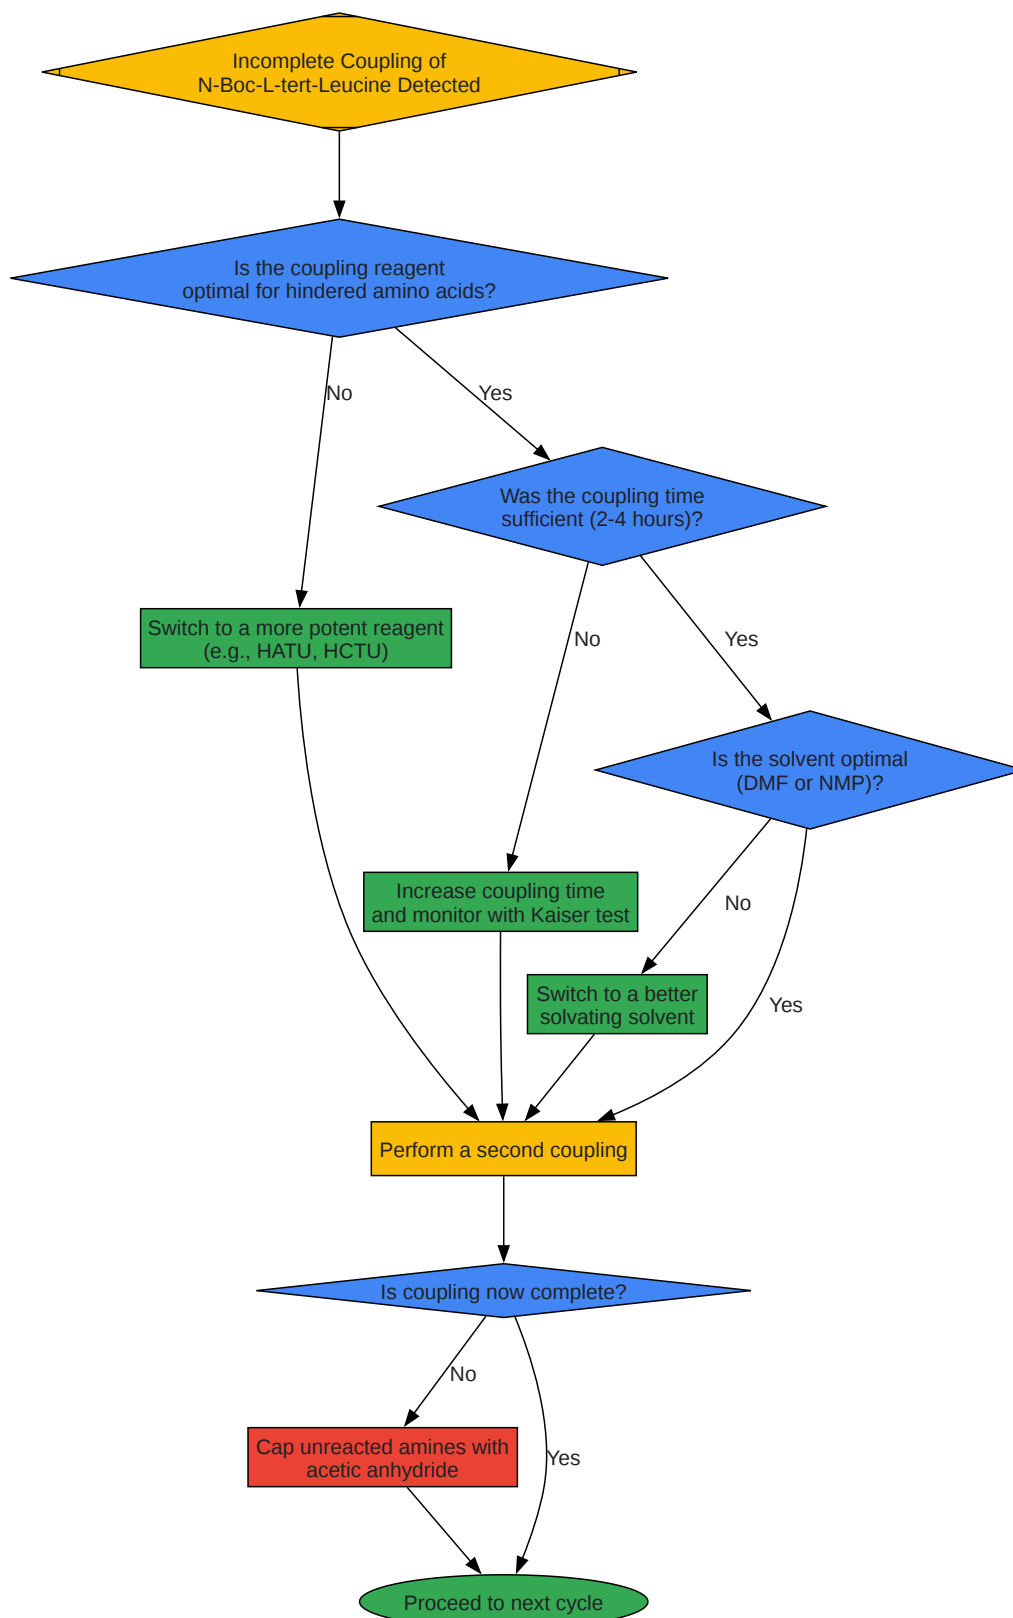 Incomplete Coupling of
N-Boc-L-tert-Leucine Detected
Is the coupling reagent
optimal for hindered amino acids?
No
Yes
Was the coupling time
sufficient (2-4 hours)?
Switch to a more potent reagent
(e.g., HATU, HCTU)
No
Yes
Is the solvent optimal
(DMF or NMP)?
Increase coupling time
and monitor with Kaiser test
No
Switch to a better
solvating solvent
Yes
Perform a second coupling
Is coupling now complete?
No
Cap unreacted amines with
acetic anhydride
Yes
Proceed to next cycle